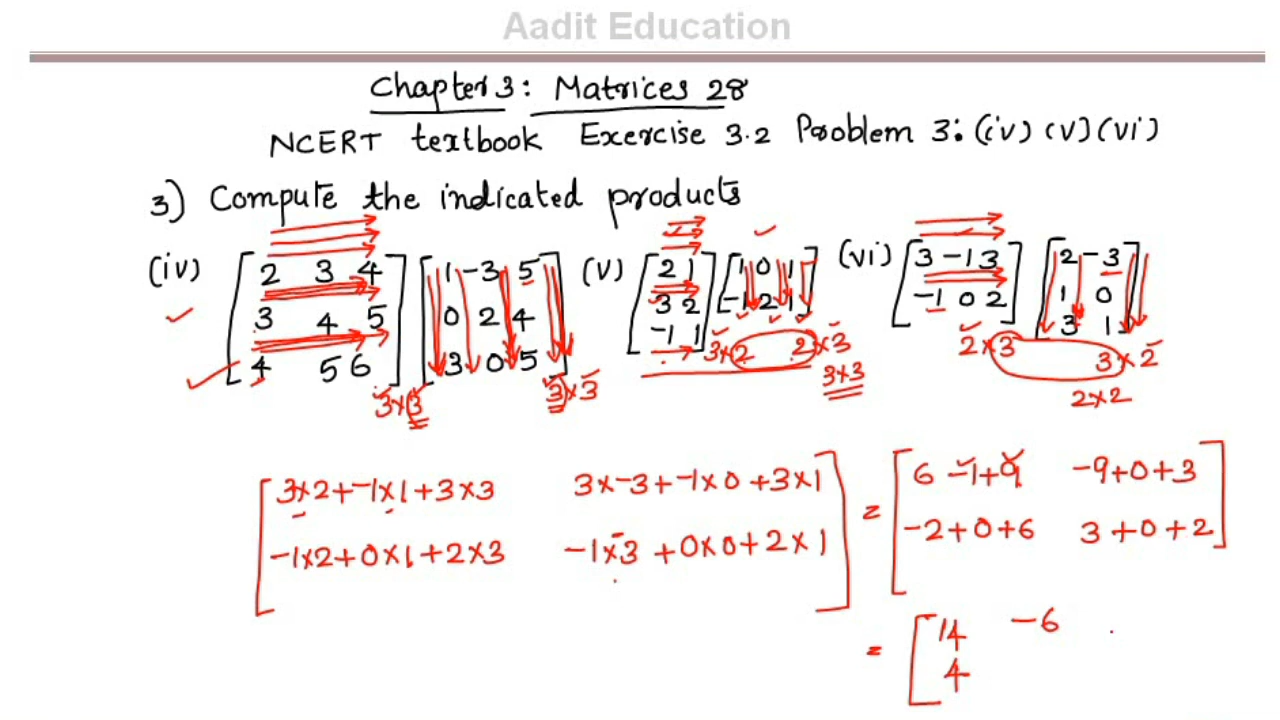 Aadit Education
Chapter 3: Matrices 28
NCERT textbook Exercise 3.2 Problem 3: (iv) (v) (vi)
3) Compute the indicated products
(iv) [2 3 4] [1 -3 5] (v) [2 1] [1 0 1] (vi) [3 -1 3] [2 -3]
[3 4 5] [0 2 4] [3 2] [-1 2 1] [-1 0 2] [1 0]
[4 5 6] [3 0 5] [-1 1] [3 1]
3×3 3×3 3×2 2×3 2×3 3×2
3×3 2×2
[3×2+-1×1+3×3 3×-3+-1×0+3×1] = [6-1+9 -9+0+3]
[-1×2+0×1+2×3 -1×-3+0×0+2×1] [-2+0+6 3+0+2]
= [14 -6
4